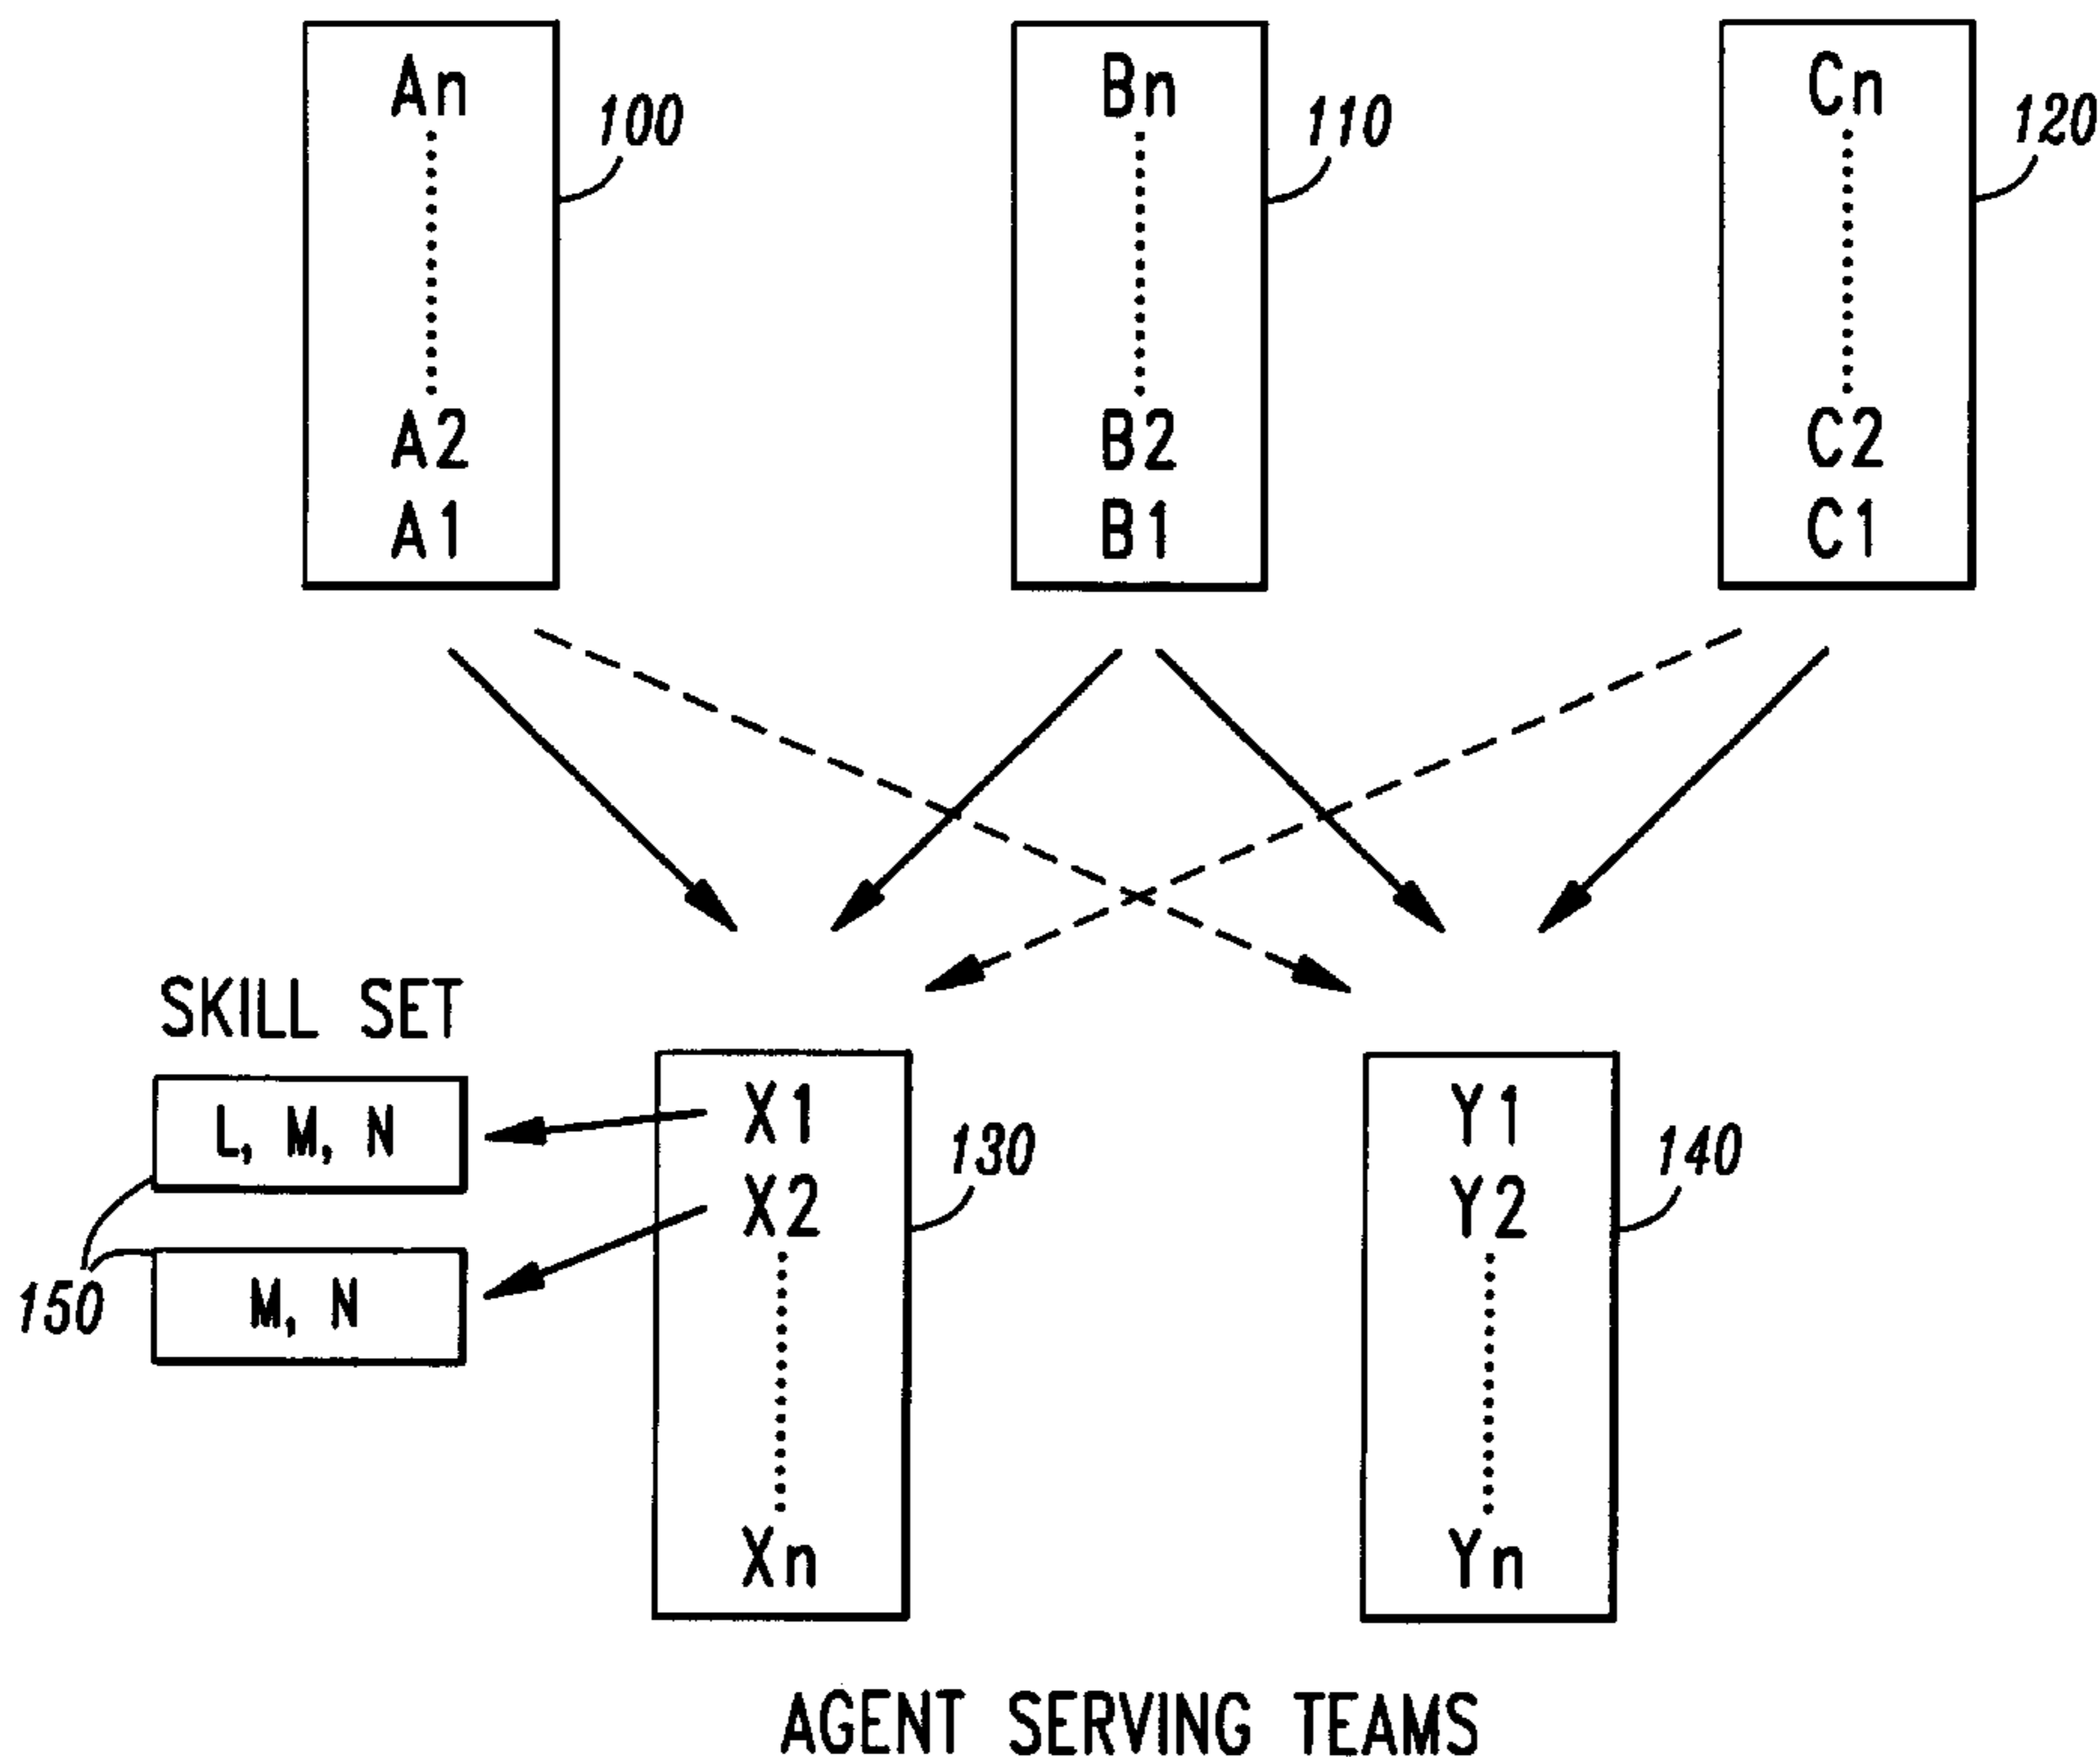 An
100
Bn
110
Cn
120
A2
B2
C2
A1
B1
C1
SKILL SET
L, M, N
X1
130
Y1
140
X2
Y2
150
M, N
Xn
Yn
AGENT SERVING TEAMS